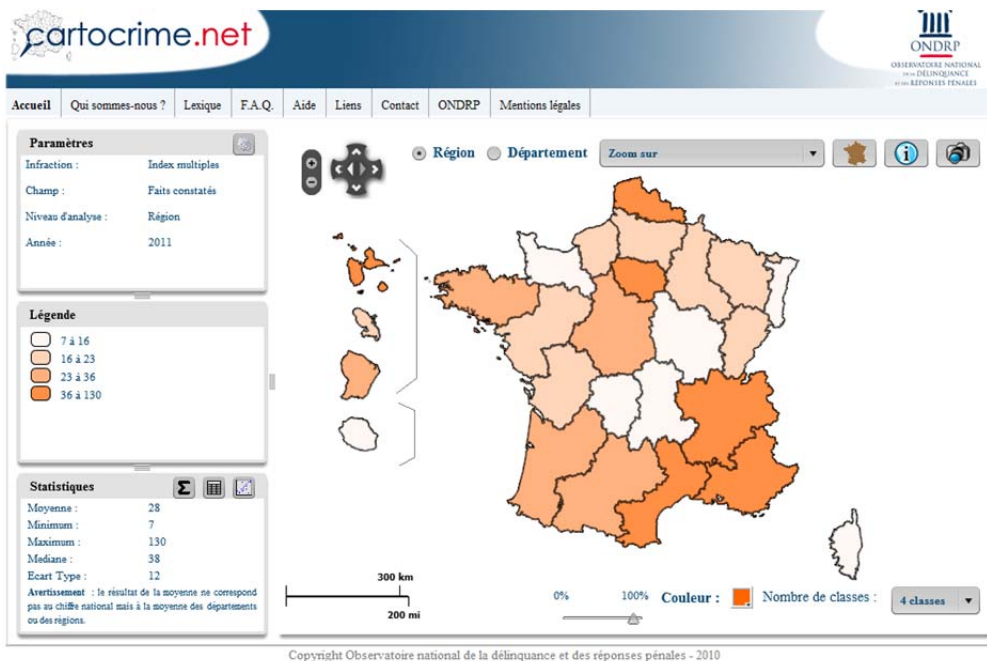 cartocrime.net
ONDRP
OBSERVATOIRE NATIONAL
DE LA DÉLINQUANCE
ET DES RÉPONSES PÉNALES
Accueil Qui sommes-nous ? Lexique F.A.Q. Aide Liens Contact ONDRP Mentions légales
Paramètres
Infraction : Index multiples
Champ : Faits constatés
Niveau d'analyse : Région
Année : 2011
Région Département Zoom sur
Légende
7 à 16
16 à 23
23 à 36
36 à 130
Statistiques
Moyenne : 28
Minimum : 7
Maximum : 130
Mediane : 38
Ecart Type : 12
Avertissement : le résultat de la moyenne ne correspond
pas au chiffre national mais à la moyenne des départements
ou des régions.
300 km
200 mi
0% 100% Couleur : Nombre de classes : 4 classes
Copyright Observatoire national de la délinquance et des réponses pénales - 2010